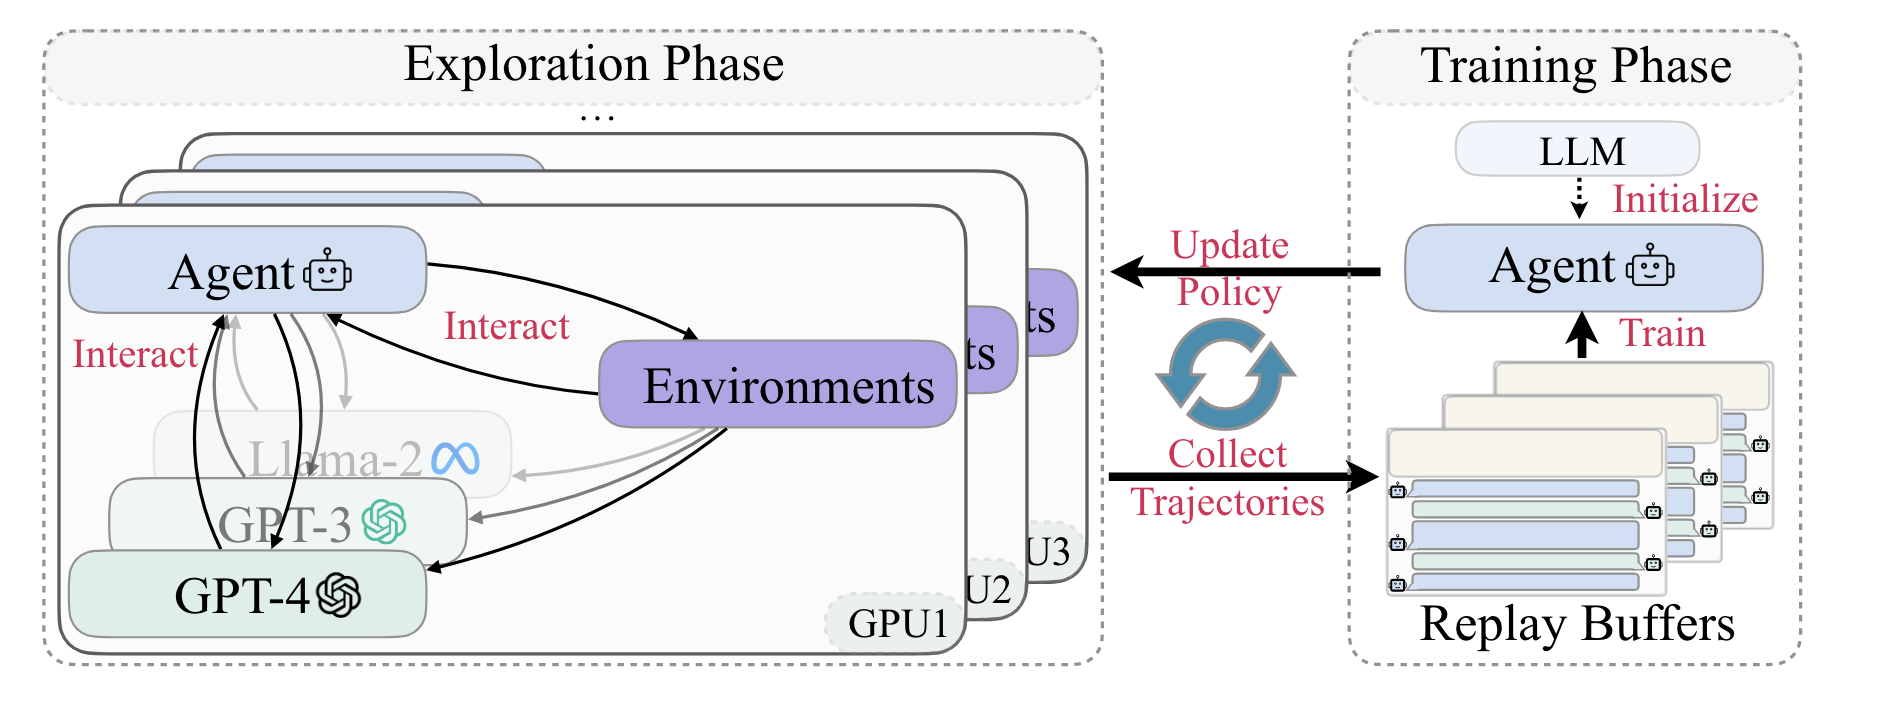 Exploration Phase
...
Agent
Interact
Interact
Environments
ts
ts
Llama-2
GPT-3
GPT-4
GPU1
U2
U3
Update
Policy
Collect
Trajectories
Training Phase
LLM
Initialize
Agent
Train
Replay Buffers